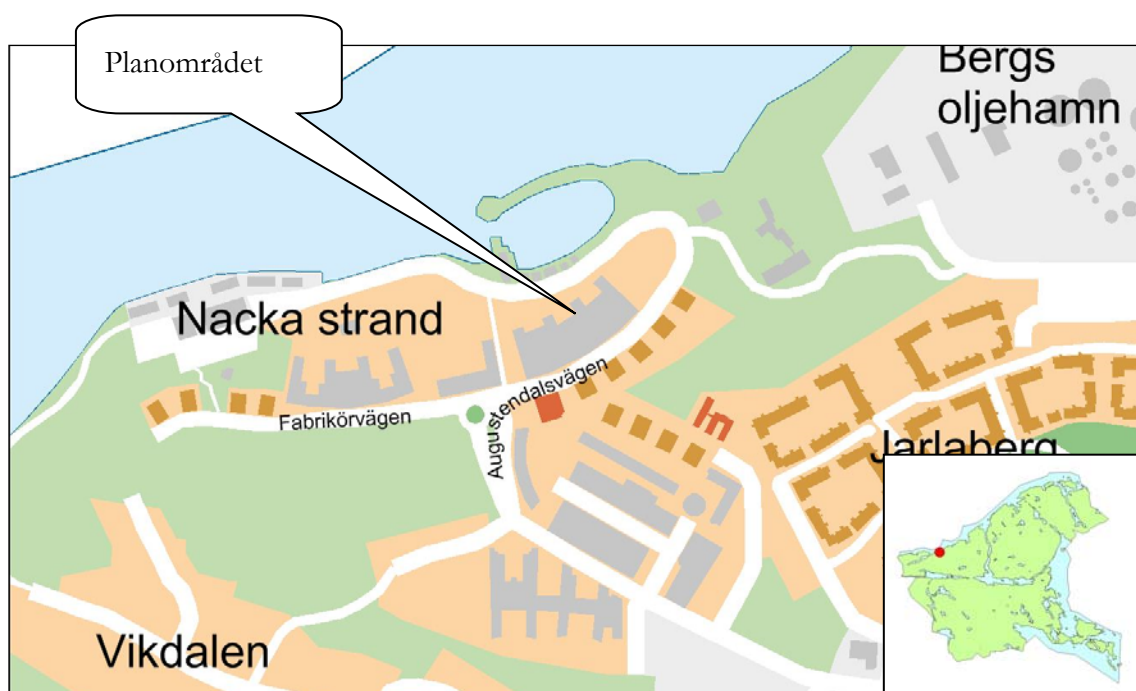 Planområdet
Bergs
oljehamn
Nacka strand
Fabrikörvägen
Augustendalsvägen
Jarlaberg
Vikdalen